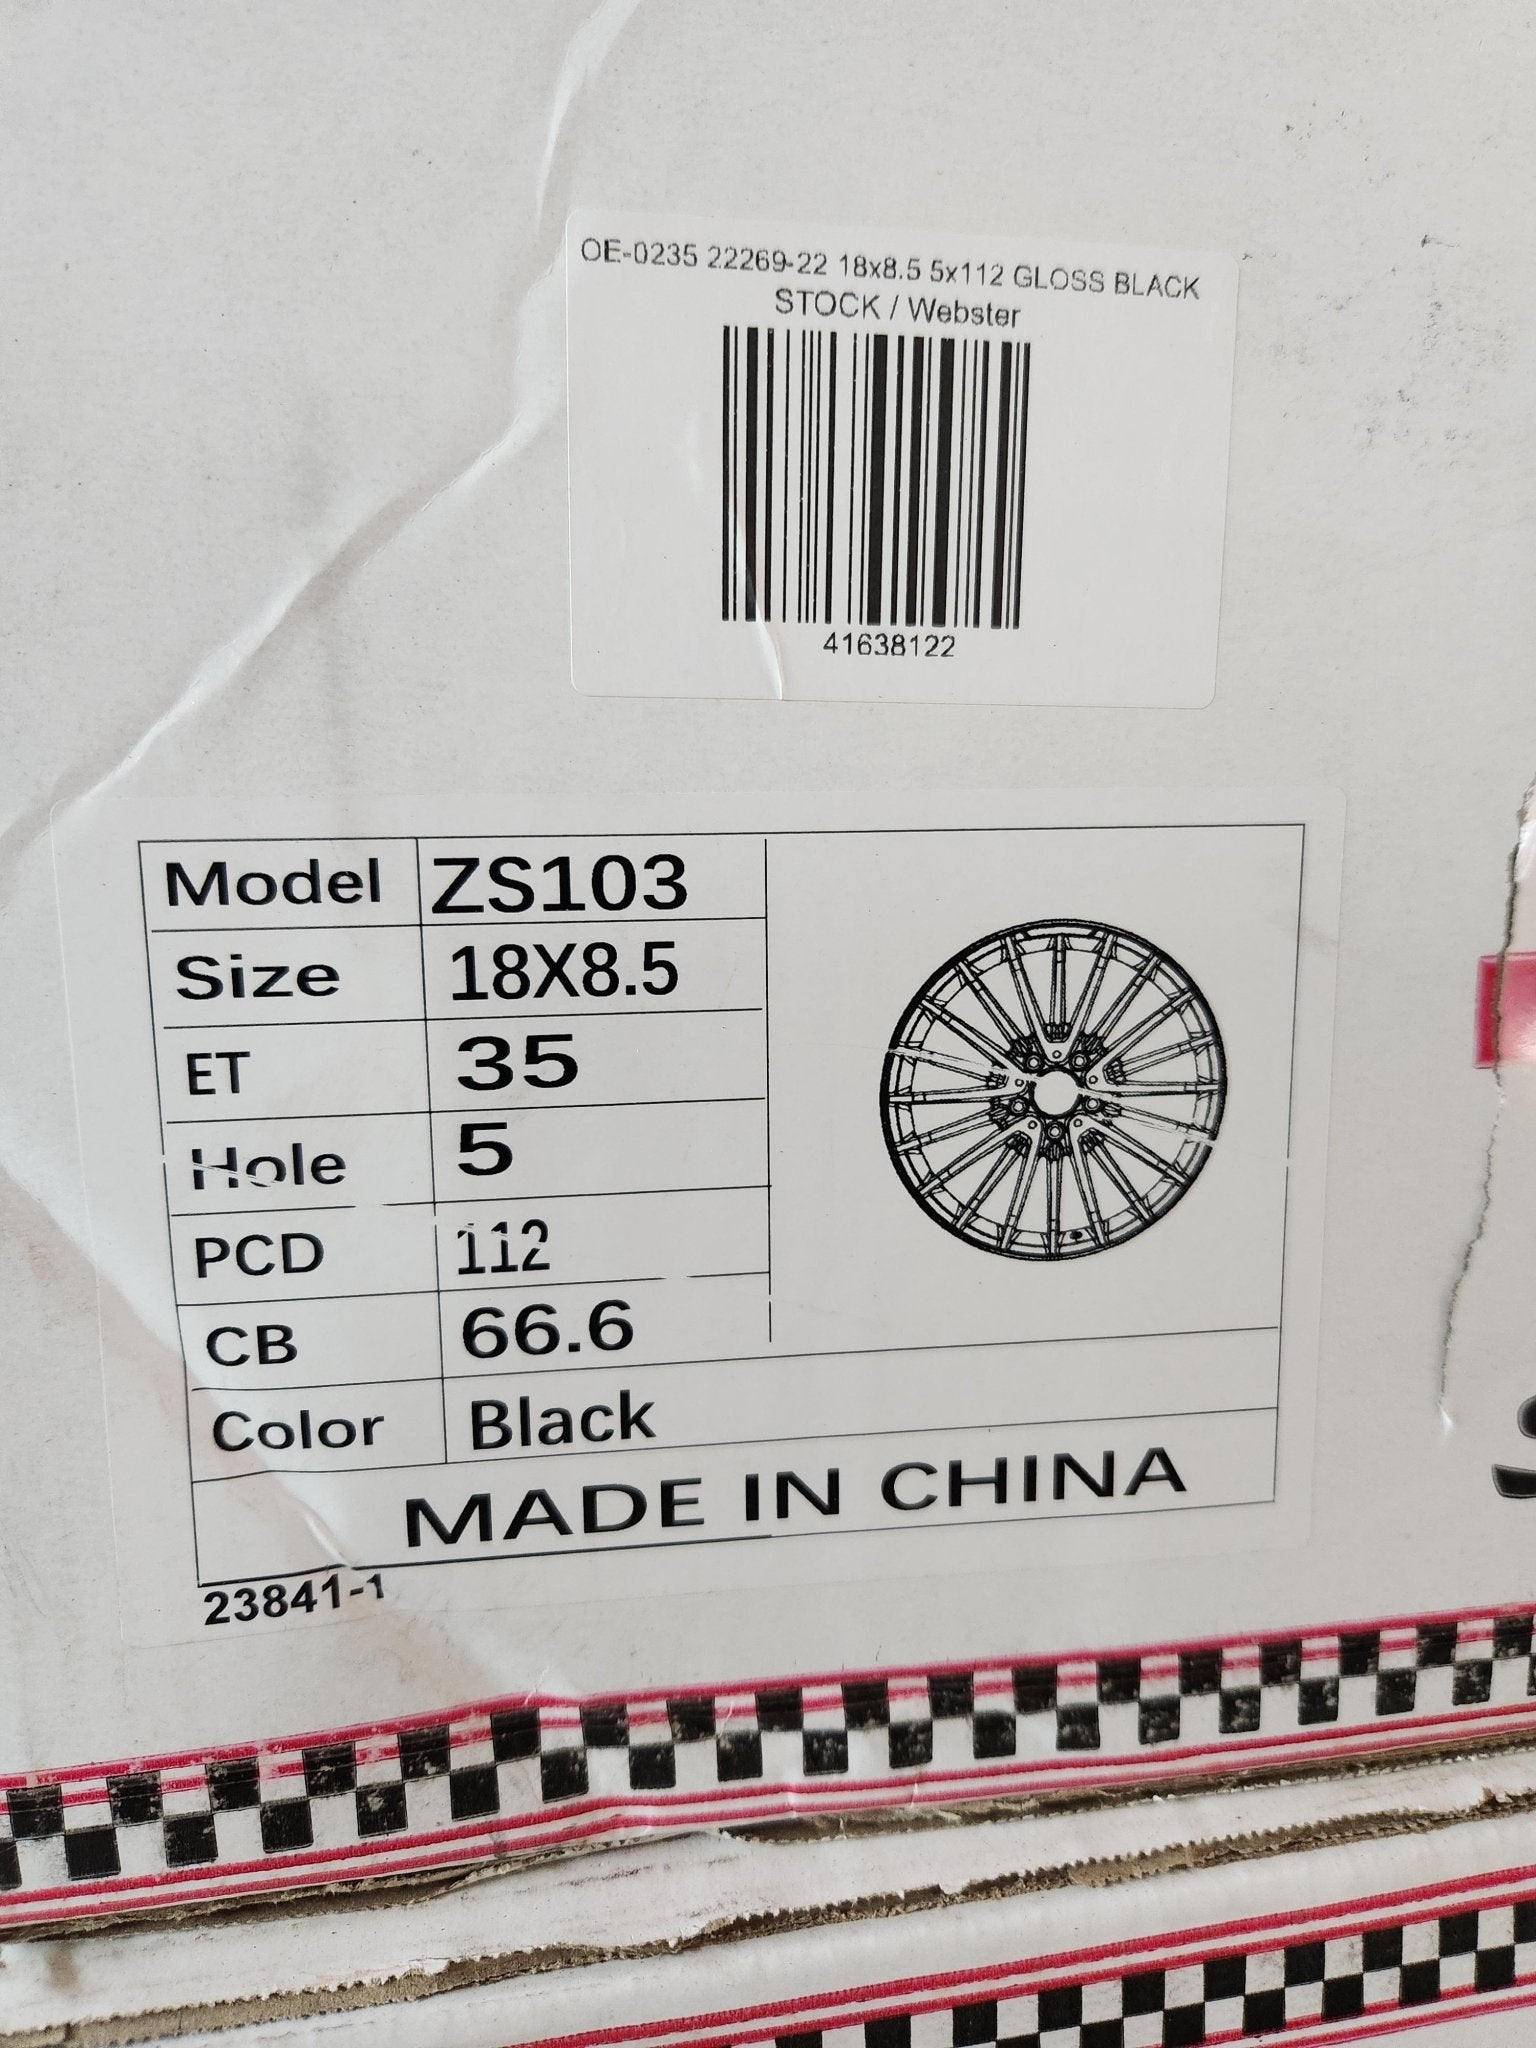 OE-0235 22269-22 18x8.5 5x112 GLOSS BLACK
STOCK / Webster
41638122
Model ZS103
Size 18X8.5
ET 35
Hole 5
PCD 112
CB 66.6
Color Black
MADE IN CHINA
23841-1